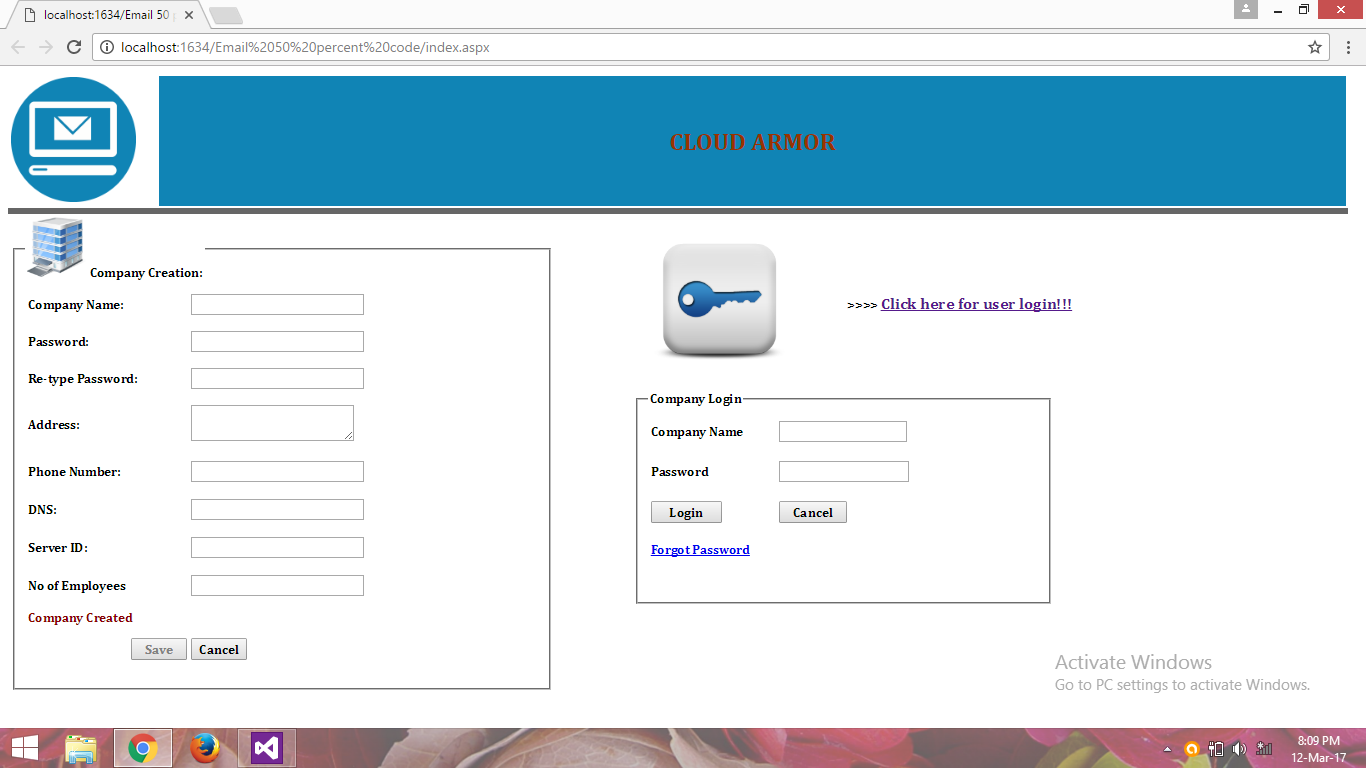 localhost:1634/Email 50 p
localhost:1634/Email%2050%20percent%20code/index.aspx
CLOUD ARMOR
Company Creation:
Company Name:
Password:
Re-type Password:
Address:
Phone Number:
DNS:
Server ID:
No of Employees
Company Created
Save Cancel
>>>> Click here for user login!!!
Company Login
Company Name
Password
Login Cancel
Forgot Password
Activate Windows
Go to PC settings to activate Windows.
8:09 PM
12-Mar-17